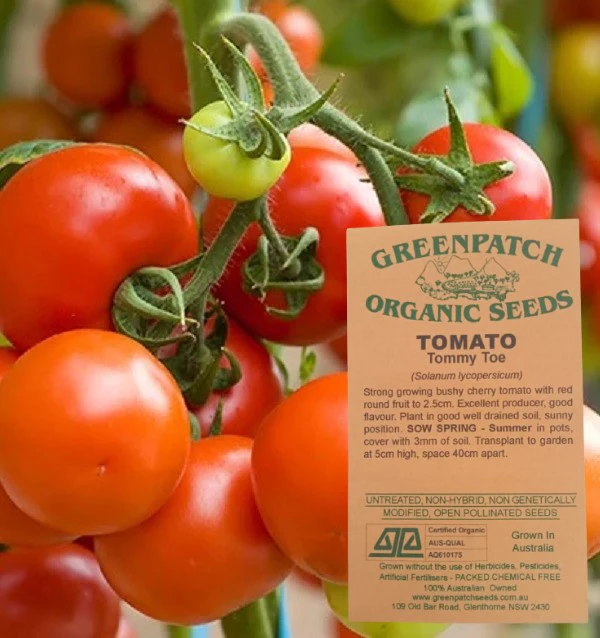 GREENPATCH
ORGANIC SEEDS
TOMATO
Tommy Toe
(Solanum lycopersicum)
Strong growing bushy cherry tomato with red
round fruit to 2.5cm. Excellent producer, good
flavour. Plant in good well drained soil, sunny
position. SOW SPRING - Summer in pots,
cover with 3mm of soil. Transplant to garden
at 5cm high, space 40cm apart.
UNTREATED, NON-HYBRID, NON GENETICALLY
MODIFIED, OPEN POLLINATED SEEDS
Certified Organic
AUS-QUAL
AQ610175
Grown In
Australia
Grown without the use of Herbicides, Pesticides,
Artificial Fertilisers - PACKED CHEMICAL FREE
100% Australian Owned
www.greenpatchseeds.com.au
109 Old Bar Road, Glenthorne NSW 2430